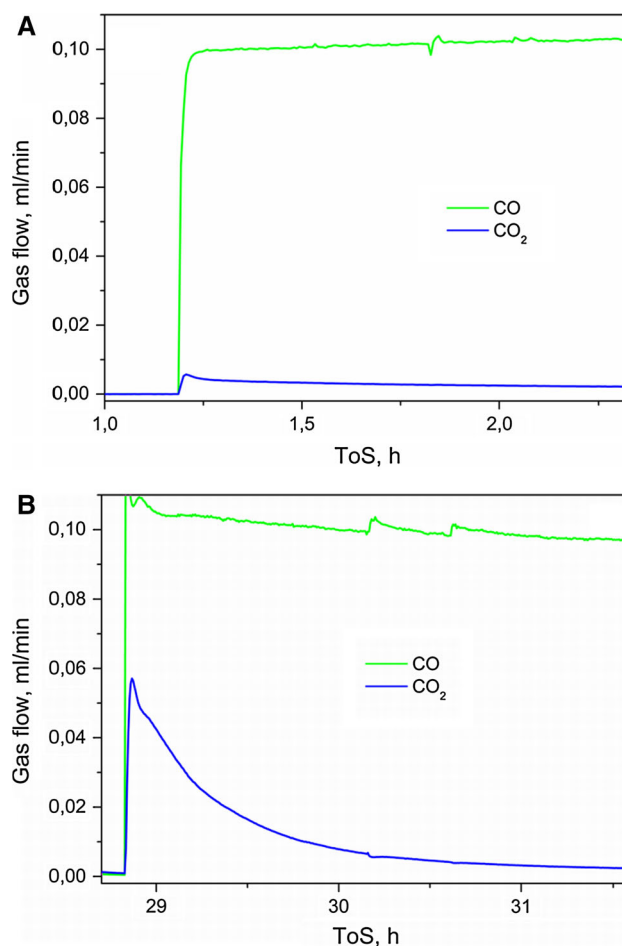 A
0,10
0,08
0,06
0,04
0,02
0,00
Gas flow, ml/min
CO
CO₂
1,0 1,5 2,0
ToS, h
B
0,10
0,08
0,06
0,04
0,02
0,00
Gas flow, ml/min
CO
CO₂
29 30 31
ToS, h